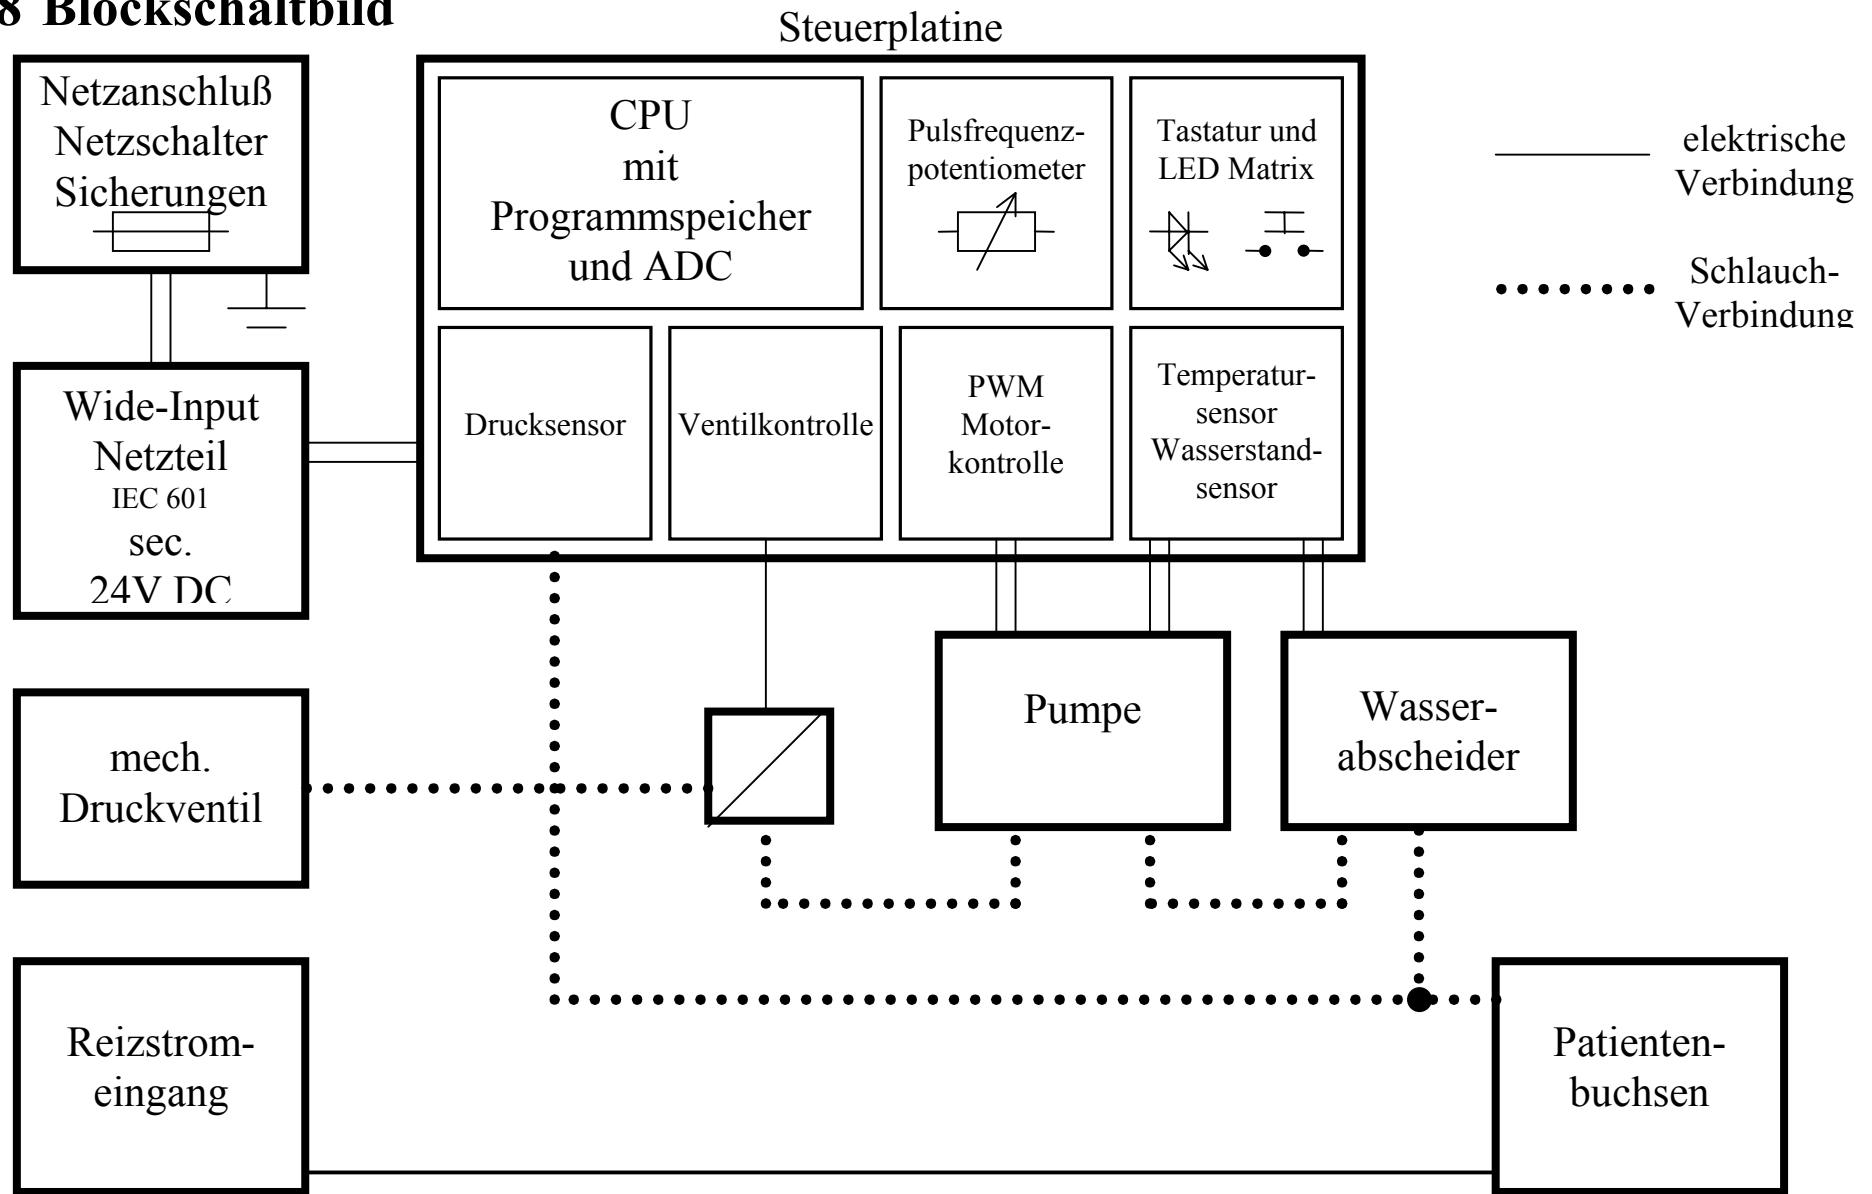 8 Blockschaltbild
Steuerplatine
Netzanschluß
Netzschalter
Sicherungen
CPU
mit
Programmspeicher
und ADC
Pulsfrequenz-
potentiometer
Tastatur und
LED Matrix
elektrische
Verbindung
Schlauch-
Verbindung
Wide-Input
Netzteil
IEC 601
sec.
24V DC
Drucksensor
Ventilkontrolle
PWM
Motor-
kontrolle
Temperatur-
sensor
Wasserstand-
sensor
mech.
Druckventil
Pumpe
Wasser-
abscheider
Reizstrom-
eingang
Patienten-
buchsen